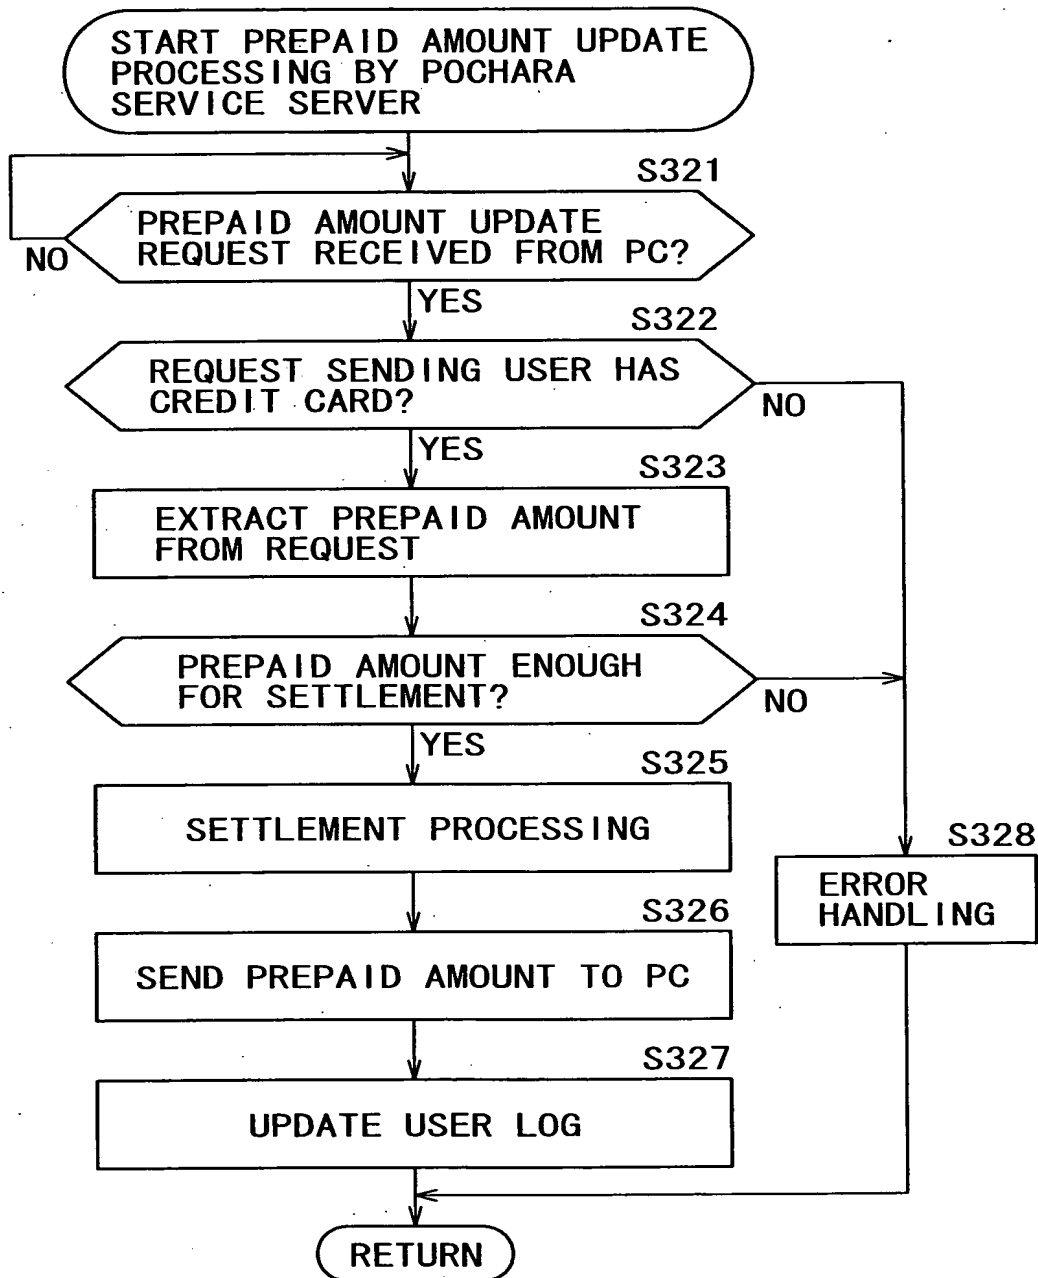 START PREPAID AMOUNT UPDATE
PROCESSING BY POCHARA
SERVICE SERVER
S321
PREPAID AMOUNT UPDATE
REQUEST RECEIVED FROM PC?
NO
YES
S322
REQUEST SENDING USER HAS
CREDIT CARD?
NO
YES
S323
EXTRACT PREPAID AMOUNT
FROM REQUEST
S324
PREPAID AMOUNT ENOUGH
FOR SETTLEMENT?
NO
YES
S325
SETTLEMENT PROCESSING
S328
ERROR
HANDLING
S326
SEND PREPAID AMOUNT TO PC
S327
UPDATE USER LOG
RETURN